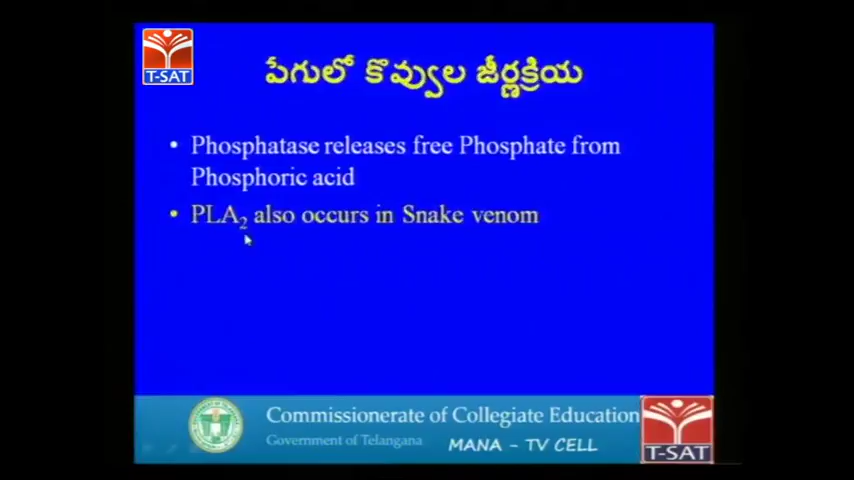 T-SAT
పేగులో కొవ్వుల జీర్ణక్రియ
• Phosphatase releases free Phosphate from
Phosphoric acid
• PLA₂ also occurs in Snake venom
Commissionerate of Collegiate Education
Government of Telangana
MANA - TV CELL
T-SAT